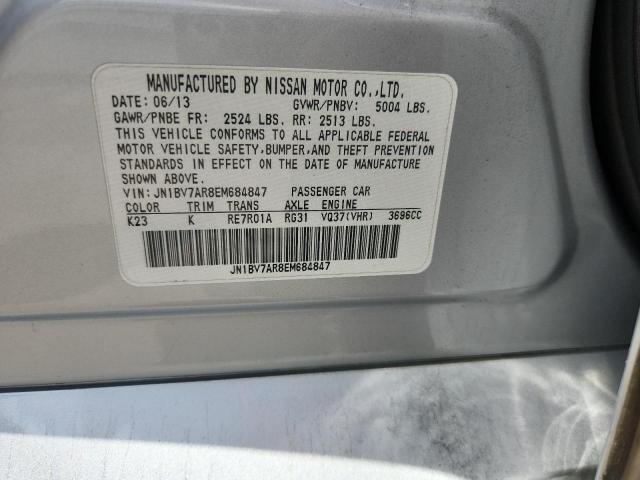 MANUFACTURED BY NISSAN MOTOR CO.,LTD.
DATE: 06/13 GVWR/PNBV: 5004 LBS.
GAWR/PNBE FR: 2524 LBS. RR: 2513 LBS.
THIS VEHICLE CONFORMS TO ALL APPLICABLE FEDERAL
MOTOR VEHICLE SAFETY,BUMPER,AND THEFT PREVENTION
STANDARDS IN EFFECT ON THE DATE OF MANUFACTURE
SHOWN ABOVE.
VIN: JN1BV7AR8EM684847 PASSENGER CAR
COLOR TRIM TRANS AXLE ENGINE
K23 K RE7R01A RG31 VQ37(VHR) 3696CC
JN1BV7AR8EM684847